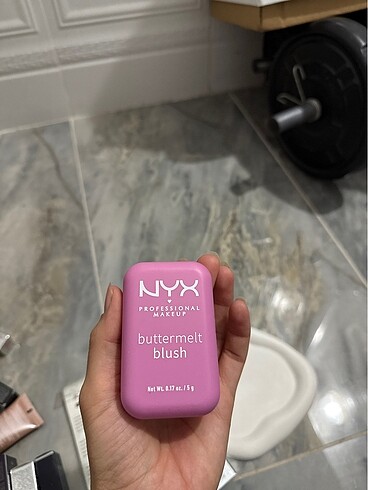 NYX
PROFESSIONAL
MAKEUP
buttermelt
blush
Net Wt. 0.17 oz. / 5 g